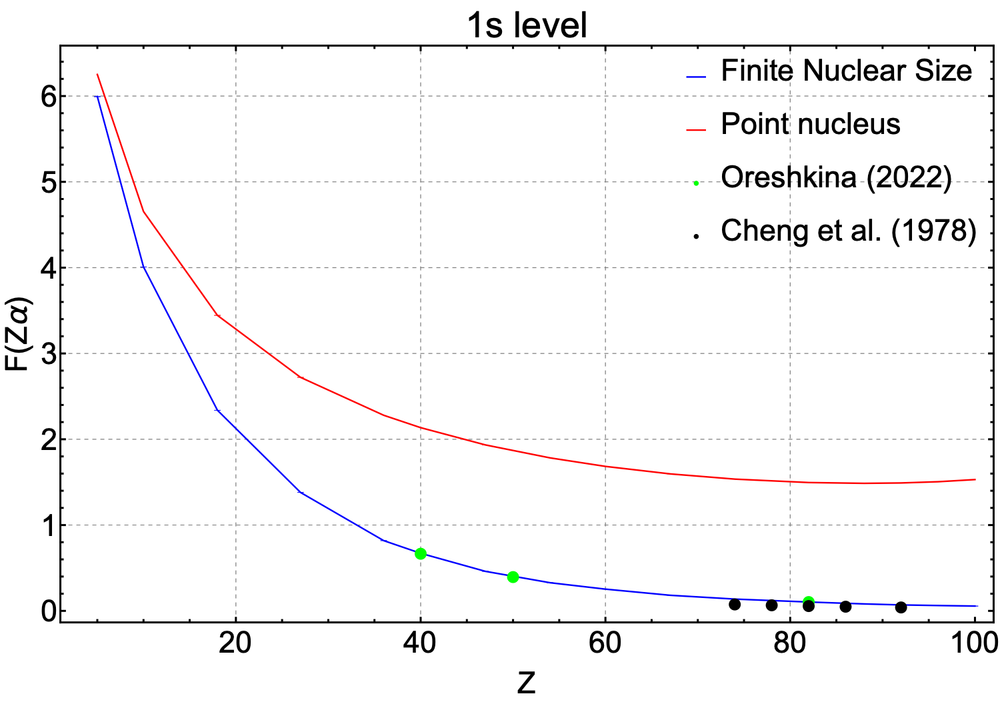 1s level
Finite Nuclear Size
Point nucleus
Oreshkina (2022)
Cheng et al. (1978)
F(Zα)
6
5
4
3
2
1
0
20
40
60
80
100
Z